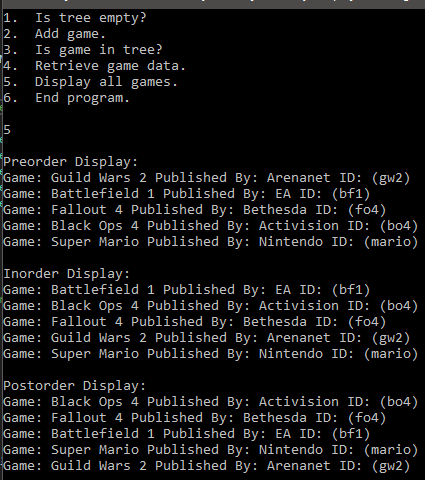 1.  Is tree empty?
2.  Add game.
3.  Is game in tree?
4.  Retrieve game data.
5.  Display all games.
6.  End program.
5
Preorder Display:
Game: Guild Wars 2 Published By: Arenanet ID: (gw2)
Game: Battlefield 1 Published By: EA ID: (bf1)
Game: Fallout 4 Published By: Bethesda ID: (fo4)
Game: Black Ops 4 Published By: Activision ID: (bo4)
Game: Super Mario Published By: Nintendo ID: (mario)
Inorder Display:
Game: Battlefield 1 Published By: EA ID: (bf1)
Game: Black Ops 4 Published By: Activision ID: (bo4)
Game: Fallout 4 Published By: Bethesda ID: (fo4)
Game: Guild Wars 2 Published By: Arenanet ID: (gw2)
Game: Super Mario Published By: Nintendo ID: (mario)
Postorder Display:
Game: Black Ops 4 Published By: Activision ID: (bo4)
Game: Fallout 4 Published By: Bethesda ID: (fo4)
Game: Battlefield 1 Published By: EA ID: (bf1)
Game: Super Mario Published By: Nintendo ID: (mario)
Game: Guild Wars 2 Published By: Arenanet ID: (gw2)